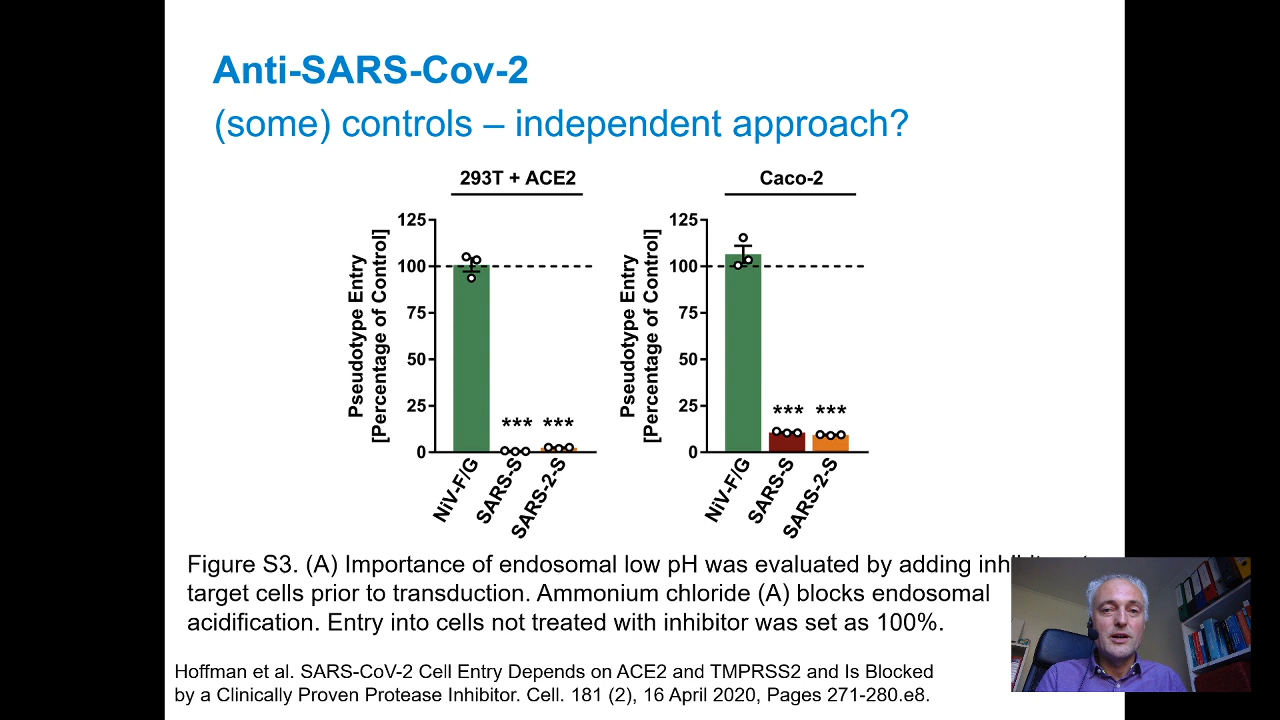 Anti-SARS-Cov-2
(some) controls – independent approach?
293T + ACE2
Pseudotype Entry
[Percentage of Control]
125
100
75
50
25
0
*** ***
NiV-F/G
SARS-S
SARS-2-S
Caco-2
Pseudotype Entry
[Percentage of Control]
125
100
75
50
25
0
*** ***
NiV-F/G
SARS-S
SARS-2-S
Figure S3. (A) Importance of endosomal low pH was evaluated by adding
target cells prior to transduction. Ammonium chloride (A) blocks endosomal
acidification. Entry into cells not treated with inhibitor was set as 100%.
Hoffman et al. SARS-CoV-2 Cell Entry Depends on ACE2 and TMPRSS2 and Is Blocked
by a Clinically Proven Protease Inhibitor. Cell. 181 (2), 16 April 2020, Pages 271-280.e8.